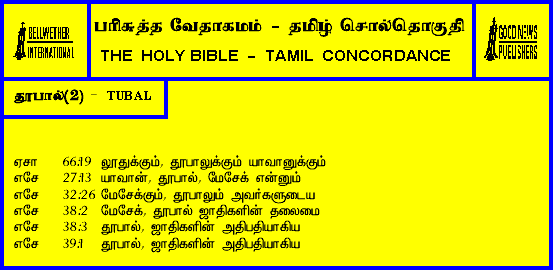 BELLWETHER
INTERNATIONAL
பரிசுத்த வேதாகமம் - தமிழ் சொல்தொகுதி
THE HOLY BIBLE - TAMIL CONCORDANCE
GOOD NEWS
PUBLISHERS
தூபால்(2) - TUBAL
ஏசா 66:19 லூதுக்கும், தூபாலுக்கும் யாவானுக்கும்
எசே 27:13 யாவான், தூபால், மேசேக் என்னும்
எசே 32:26 மேசேக்கும், தூபாலும் அவர்களுடைய
எசே 38:2 மேசேக், தூபால் ஜாதிகளின் தலைமை
எசே 38:3 தூபால், ஜாதிகளின் அதிபதியாகிய
எசே 39:1 தூபால், ஜாதிகளின் அதிபதியாகிய